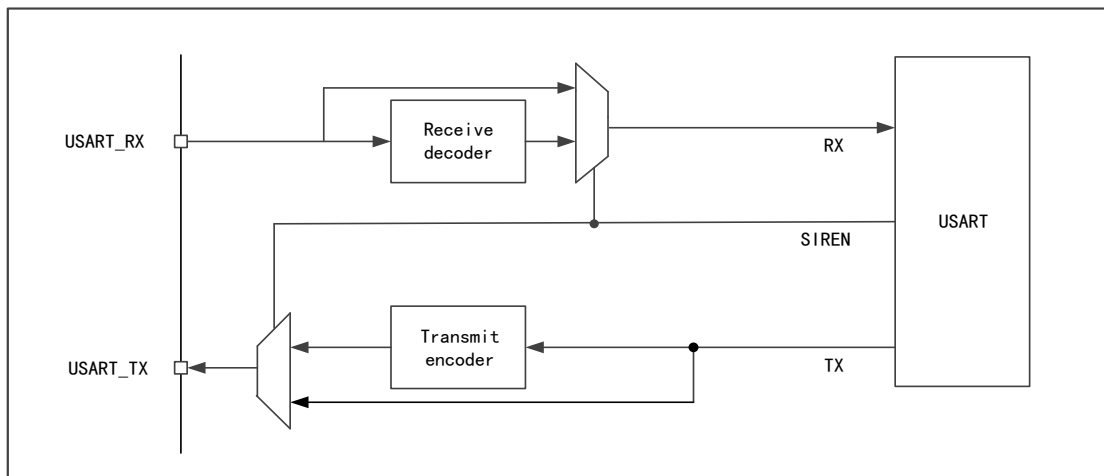 USART_RX
Receive
decoder
RX
USART
SIREN
USART_TX
Transmit
encoder
TX